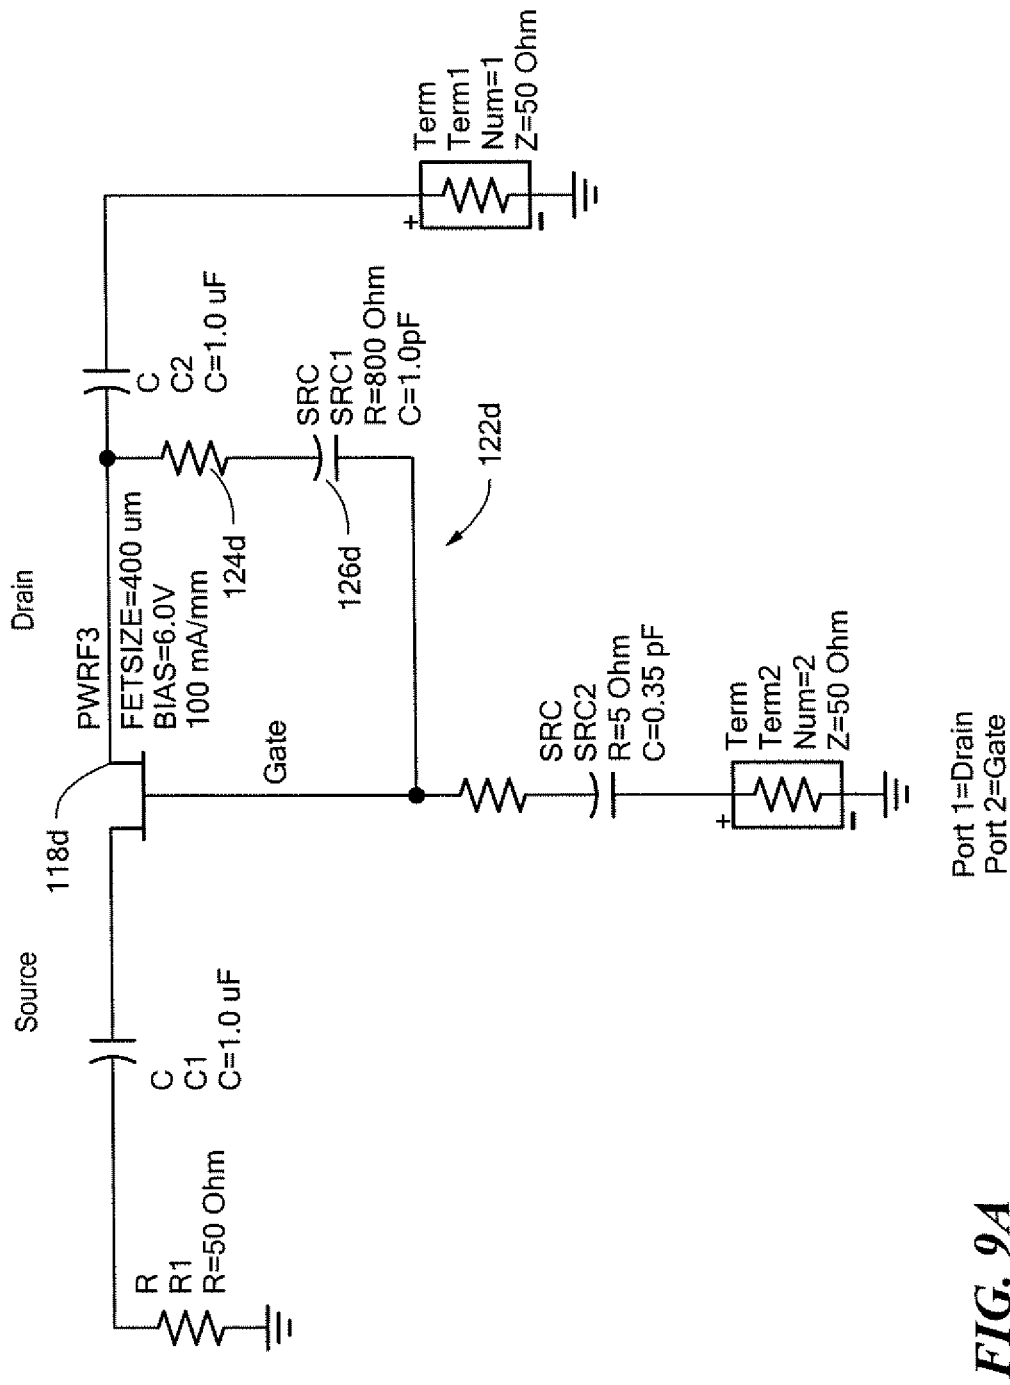 Source
Drain
118d
PWRF3
FETSIZE=400 um
BIAS=6.0V
100 mA/mm
Gate
R
R1
R=50 Ohm
C
C1
C=1.0 uF
C
C2
C=1.0 uF
124d
126d
SRC
SRC1
R=800 Ohm
C=1.0pF
122d
+
Term
Term1
Num=1
Z=50 Ohm
–
SRC
SRC2
R=5 Ohm
C=0.35 pF
+
Term
Term2
Num=2
Z=50 Ohm
–
Port 1=Drain
Port 2=Gate
FIG. 9A